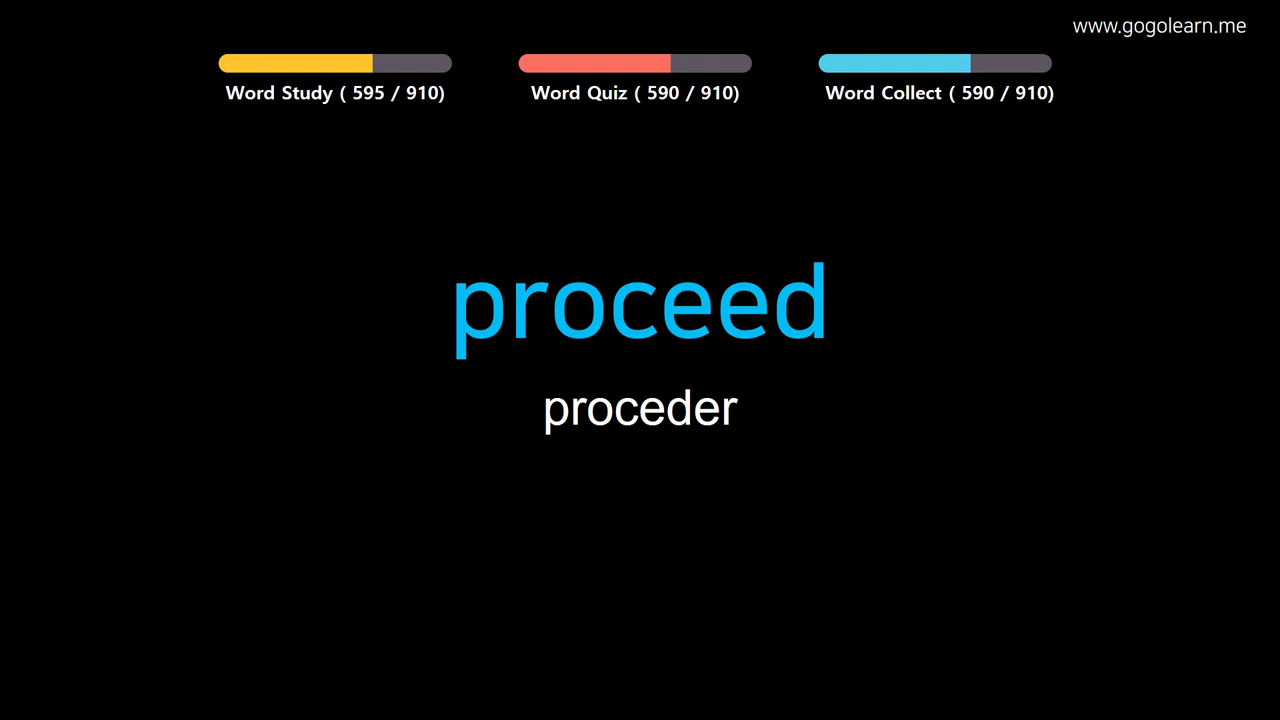 www.gogolearn.me
Word Study ( 595 / 910)
Word Quiz ( 590 / 910)
Word Collect ( 590 / 910)
proceed
proceder